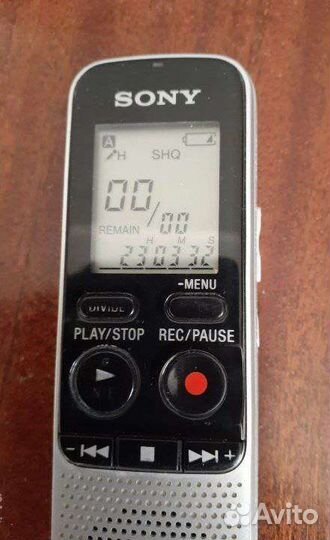 SONY
A
H SHQ
00/00
REMAIN H M S
23 03 32
-MENU
DIVIDE
PLAY/STOP REC/PAUSE
- +
Avito